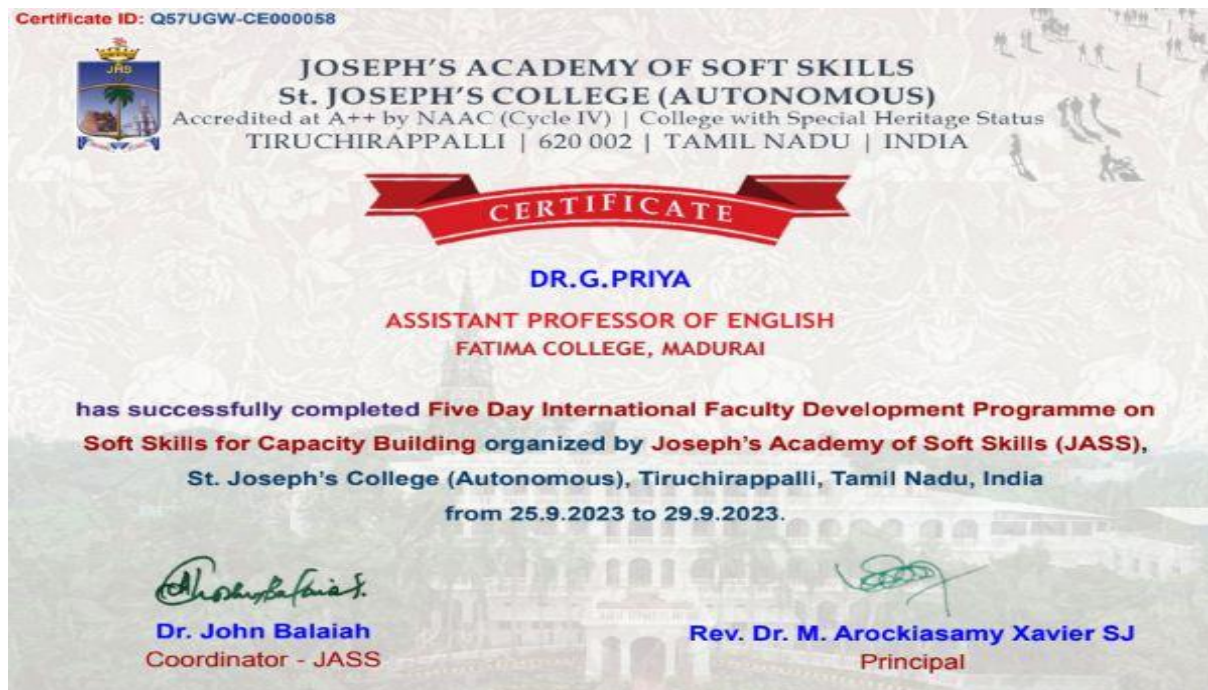 Certificate ID: Q57UGW-CE000058
JAS
JOSEPH'S ACADEMY OF SOFT SKILLS
St. JOSEPH'S COLLEGE (AUTONOMOUS)
Accredited at A++ by NAAC (Cycle IV) | College with Special Heritage Status
TIRUCHIRAPPALLI | 620 002 | TAMIL NADU | INDIA
CERTIFICATE
DR.G.PRIYA
ASSISTANT PROFESSOR OF ENGLISH
FATIMA COLLEGE, MADURAI
has successfully completed Five Day International Faculty Development Programme on
Soft Skills for Capacity Building organized by Joseph's Academy of Soft Skills (JASS),
St. Joseph's College (Autonomous), Tiruchirappalli, Tamil Nadu, India
from 25.9.2023 to 29.9.2023.
Dr. John Balaiah
Coordinator - JASS
Rev. Dr. M. Arockiasamy Xavier SJ
Principal